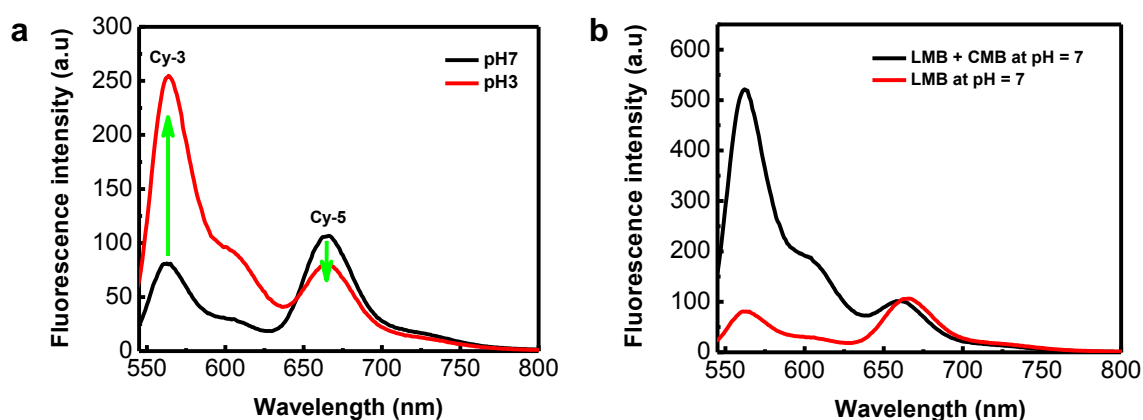 a
Fluorescence intensity (a.u)
300
250
200
150
100
50
0
Cy-3
Cy-5
pH7
pH3
550
600
650
700
750
800
Wavelength (nm)
b
Fluorescence intensity (a.u)
600
500
400
300
200
100
0
LMB + CMB at pH = 7
LMB at pH = 7
550
600
650
700
750
800
Wavelength (nm)